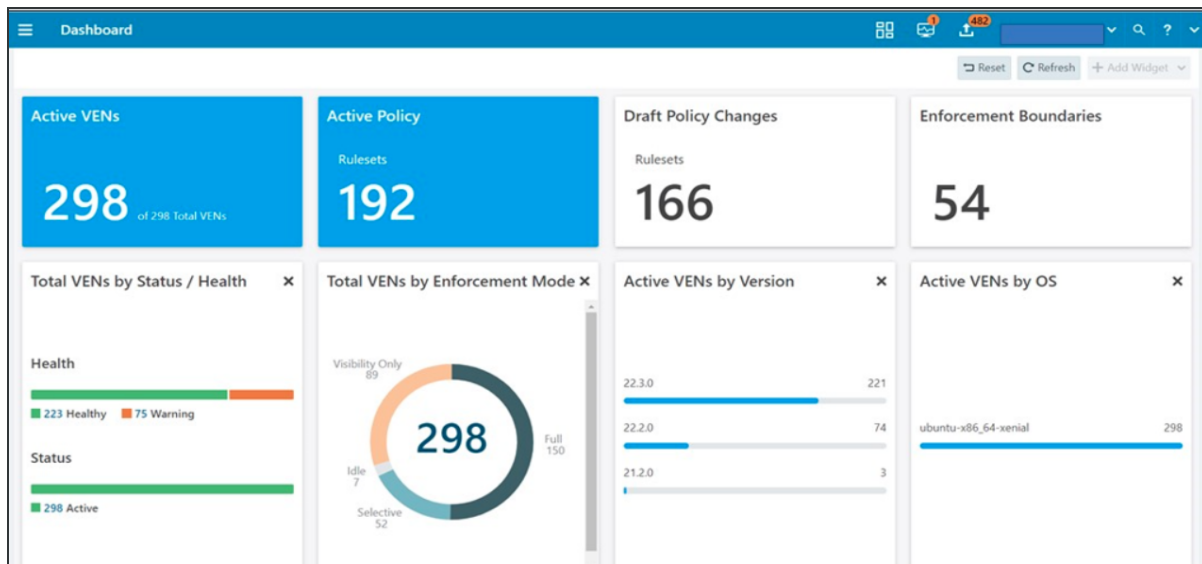 Dashboard
1
482
?
Reset
Refresh
+ Add Widget
Active VENs
298 of 298 Total VENs
Active Policy
Rulesets
192
Draft Policy Changes
Rulesets
166
Enforcement Boundaries
54
Total VENs by Status / Health
Health
223 Healthy
75 Warning
Status
298 Active
Total VENs by Enforcement Mode
Visibility Only
89
298
Full
150
Idle
7
Selective
52
Active VENs by Version
22.3.0 221
22.2.0 74
21.2.0 3
Active VENs by OS
ubuntu-x86_64-xenial 298